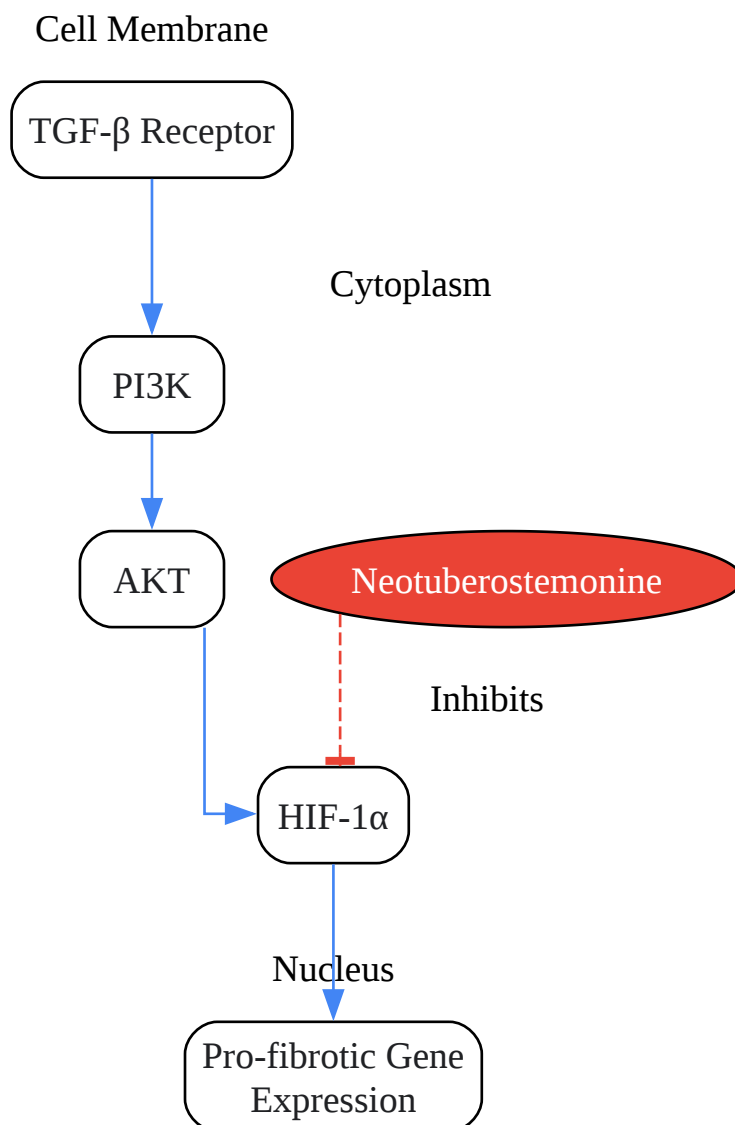 Cell Membrane
TGF-β Receptor
Cytoplasm
PI3K
AKT
Neotuberostemonine
Inhibits
HIF-1α
Nucleus
Pro-fibrotic Gene
Expression